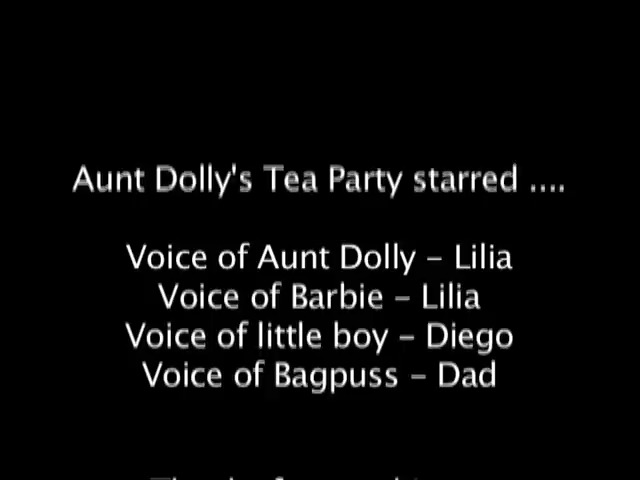 Aunt Dolly's Tea Party starred ....
Voice of Aunt Dolly – Lilia
Voice of Barbie – Lilia
Voice of little boy – Diego
Voice of Bagpuss – Dad